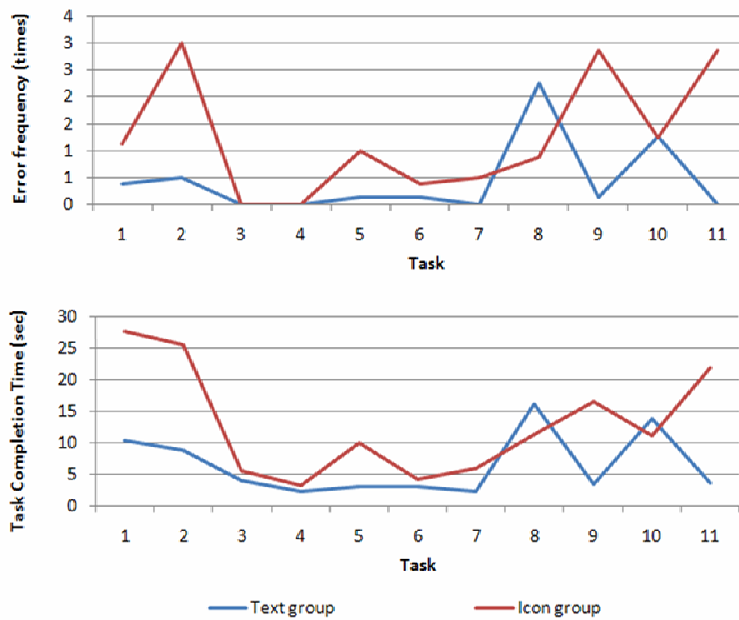 Error frequency (times)
4
3
3
2
2
1
1
0
1 2 3 4 5 6 7 8 9 10 11
Task
Task Completion Time (sec)
30
25
20
15
10
5
0
1 2 3 4 5 6 7 8 9 10 11
Task
Text group Icon group